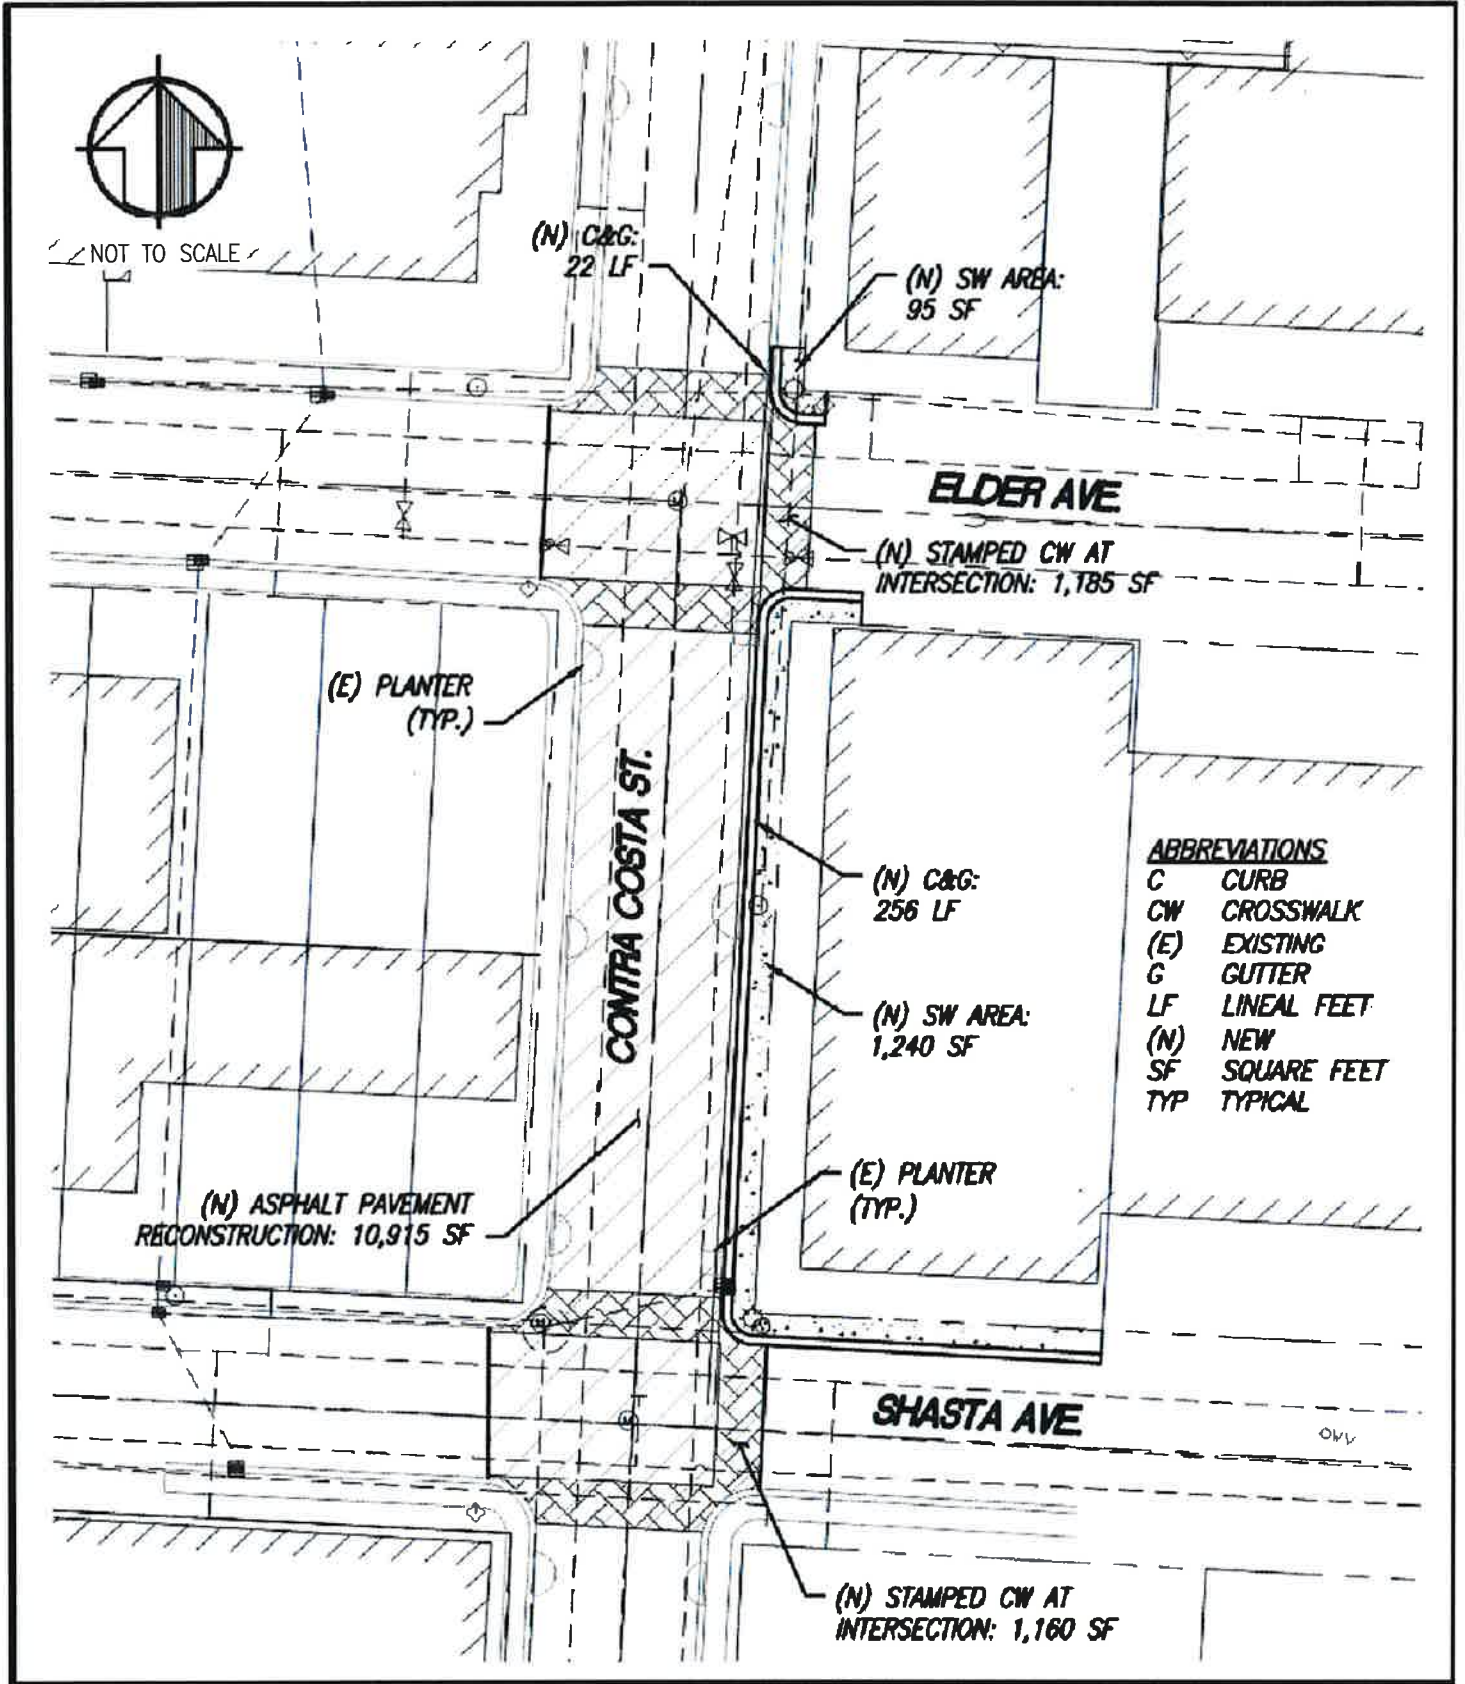 NOT TO SCALE
(N) C&G:
22 LF
(N) SW AREA:
95 SF
ELDER AVE.
(N) STAMPED CW AT
INTERSECTION: 1,185 SF
(E) PLANTER
(TYP.)
CONTRA COSTA ST.
(N) C&G:
256 LF
(N) SW AREA:
1,240 SF
ABBREVIATIONS
C CURB
CW CROSSWALK
(E) EXISTING
G GUTTER
LF LINEAL FEET
(N) NEW
SF SQUARE FEET
TYP TYPICAL
(E) PLANTER
(TYP.)
(N) ASPHALT PAVEMENT
RECONSTRUCTION: 10,915 SF
SHASTA AVE.
(N) STAMPED CW AT
INTERSECTION: 1,160 SF